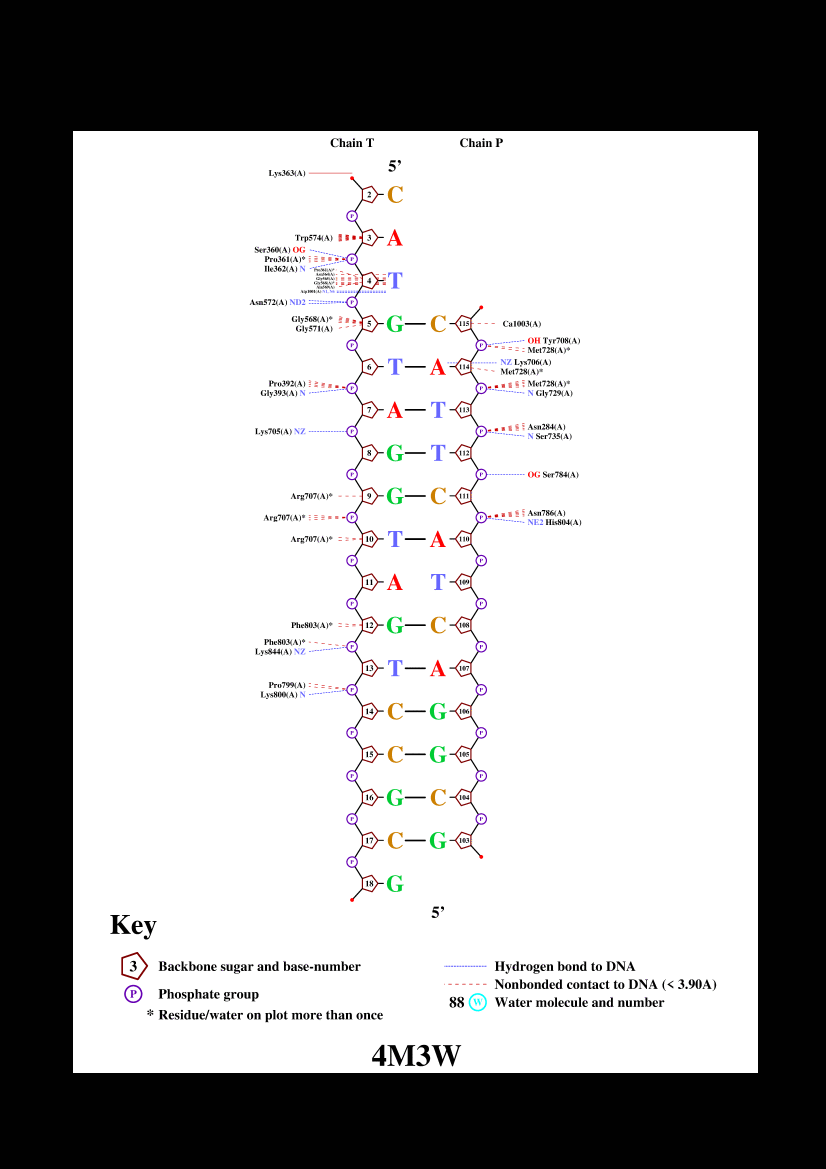 Chain T Chain P
5’
Lys363(A)
2 C
P
Trp574(A) 3 A
Ser360(A) OG
Pro361(A)* P
Ile362(A) N
4 T
Asn572(A) ND2 P
Gly568(A)* 5 G C 115 Ca1003(A)
Gly571(A)
P P OH Tyr708(A)
Met728(A)*
6 T A 114 NZ Lys706(A)
Met728(A)*
Pro392(A) P P Met728(A)*
Gly393(A) N N Gly729(A)
7 A T 113
Lys705(A) NZ P P Asn284(A)
N Ser735(A)
8 G T 112
P P OG Ser784(A)
Arg707(A)* 9 G C 111
Arg707(A)* P P Asn786(A)
NE2 His804(A)
Arg707(A)* 10 T A 110
P P
11 A T 109
P P
Phe803(A)* 12 G C 108
Phe803(A)* P P
Lys844(A) NZ
13 T A 107
Pro799(A) P P
Lys800(A) N
14 C G 106
P P
15 C G 105
P P
16 G C 104
P P
17 C G 103
P
18 G
5’
Key
3 Backbone sugar and base-number
P Phosphate group
* Residue/water on plot more than once
Hydrogen bond to DNA
Nonbonded contact to DNA (< 3.90A)
88 W Water molecule and number
4M3W